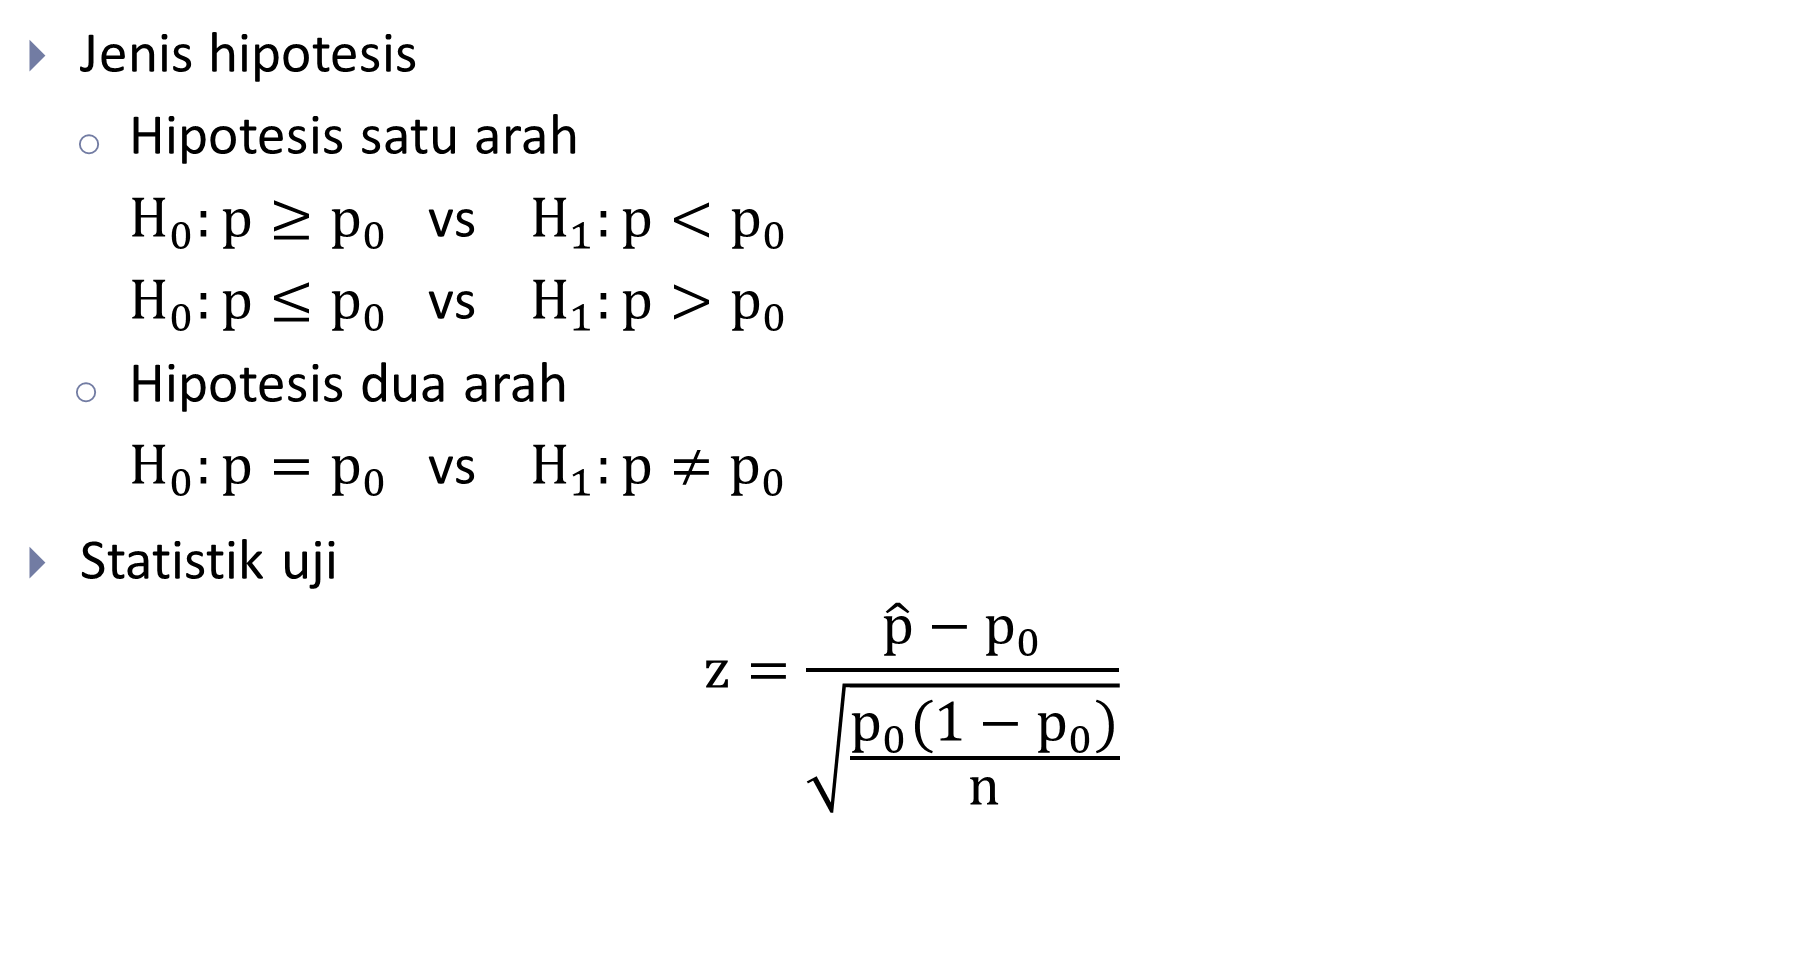 Jenis hipotesis
Hipotesis satu arah
H₀: p ≥ p₀ vs H₁: p < p₀
H₀: p ≤ p₀ vs H₁: p > p₀
Hipotesis dua arah
H₀: p = p₀ vs H₁: p ≠ p₀
Statistik uji
z = (p̂ − p₀) / √(p₀(1 − p₀) / n)